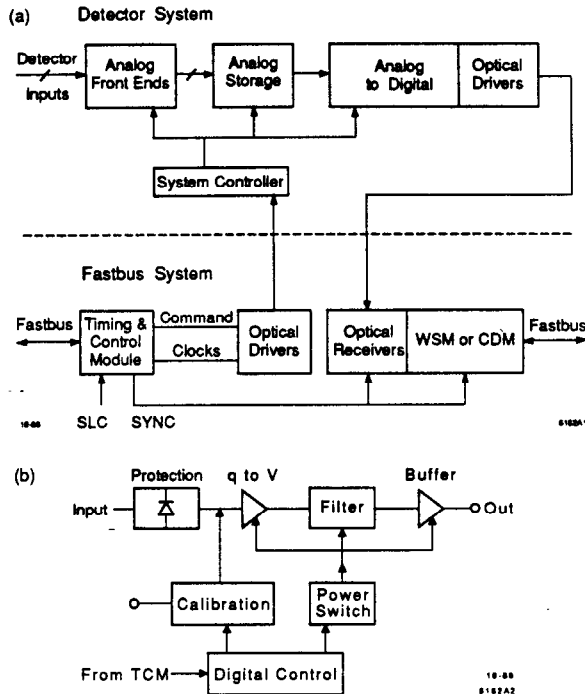 (a)
Detector System
Detector
Inputs
Analog
Front Ends
Analog
Storage
Analog
to Digital
Optical
Drivers
System Controller
Fastbus System
Fastbus
Timing &
Control
Module
Command
Clocks
Optical
Drivers
Optical
Receivers
WSM or CDM
Fastbus
SLC
SYNC
(b)
Protection
q to V
Buffer
Input
Filter
Out
Calibration
Power
Switch
From TCM
Digital Control
5152A2